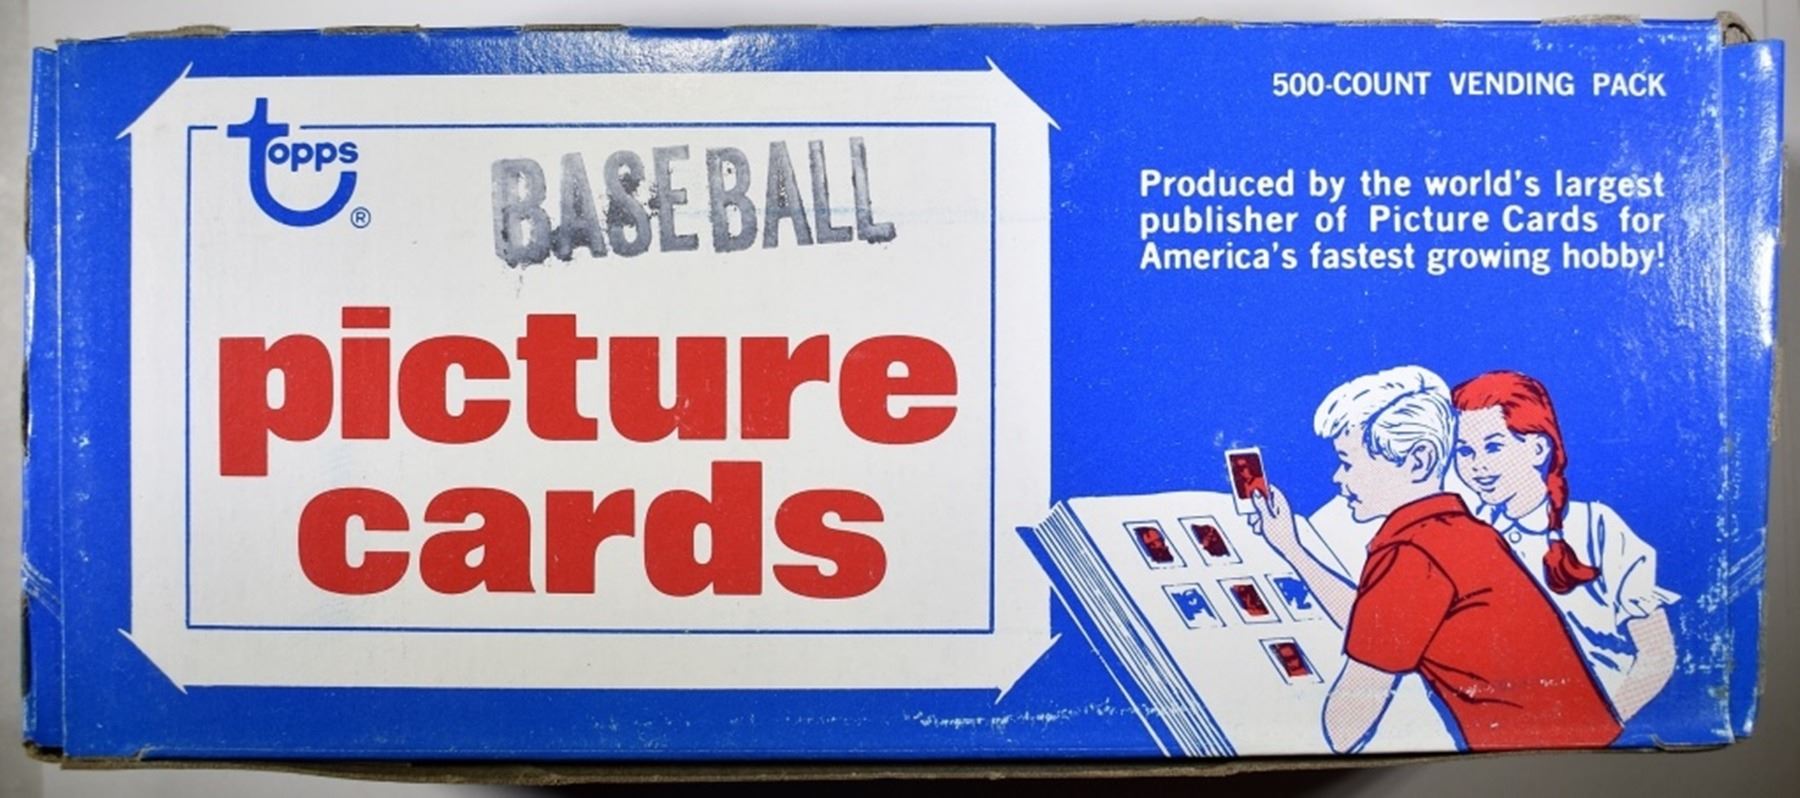 topps®
BASEBALL
picture
cards
500-COUNT VENDING PACK
Produced by the world's largest
publisher of Picture Cards for
America's fastest growing hobby!